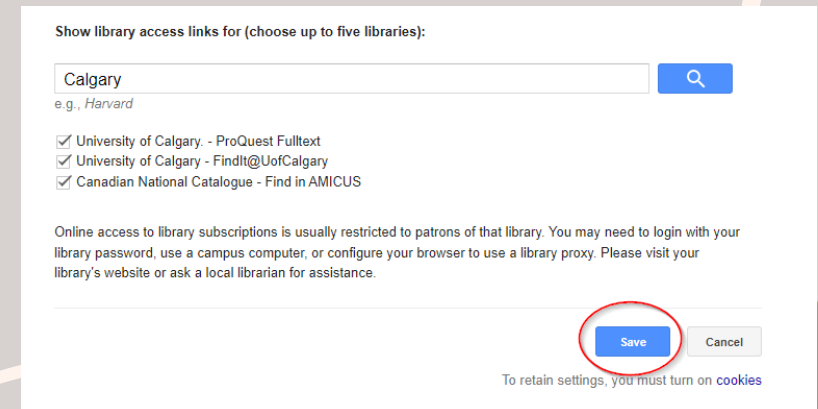 Show library access links for (choose up to five libraries):
Calgary
e.g., Harvard
University of Calgary. - ProQuest Fulltext
University of Calgary - FindIt@UofCalgary
Canadian National Catalogue - Find in AMICUS
Online access to library subscriptions is usually restricted to patrons of that library. You may need to login with your
library password, use a campus computer, or configure your browser to use a library proxy. Please visit your
library's website or ask a local librarian for assistance.
Save Cancel
To retain settings, you must turn on cookies